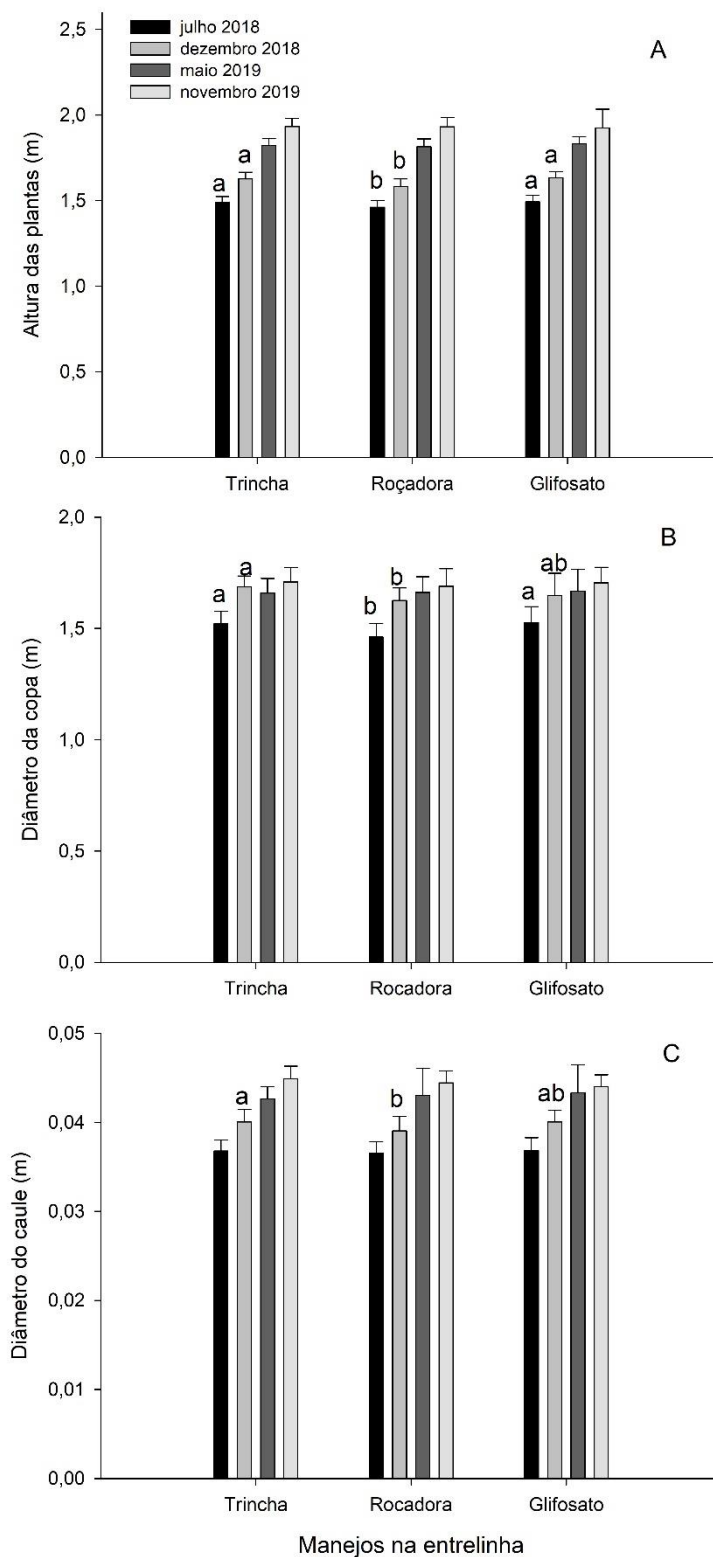 julho 2018
dezembro 2018
maio 2019
novembro 2019
A
Altura das plantas (m)
2,5
2,0
1,5
1,0
0,5
0,0
a a b b a a
Trincha Roçadora Glifosato
B
Diâmetro da copa (m)
2,0
1,5
1,0
0,5
0,0
a a b b a ab
Trincha Rocadora Glifosato
C
Diâmetro do caule (m)
0,05
0,04
0,03
0,02
0,01
0,00
a b ab
Trincha Rocadora Glifosato
Manejos na entrelinha